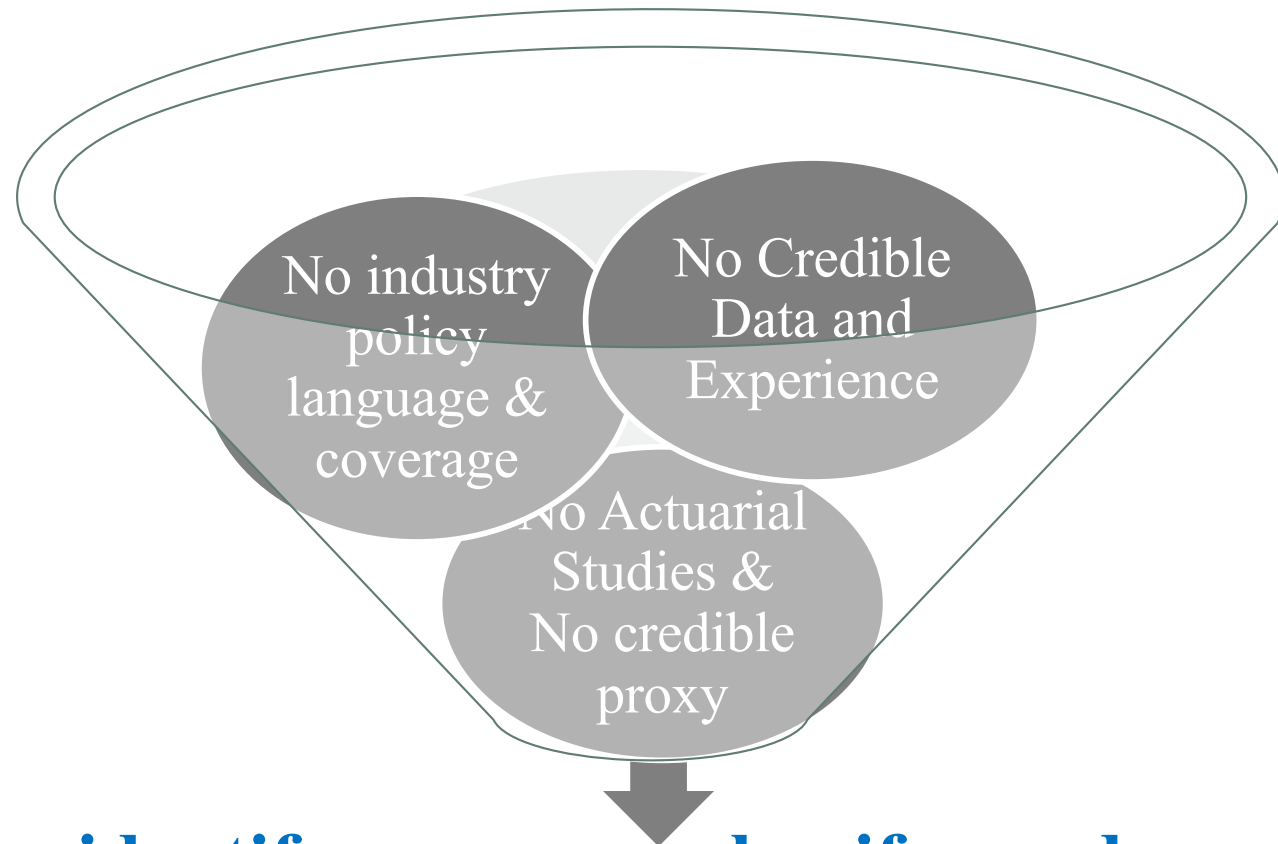 No industry
policy
language &
coverage
No Credible
Data and
Experience
No Actuarial
Studies &
No credible
proxy